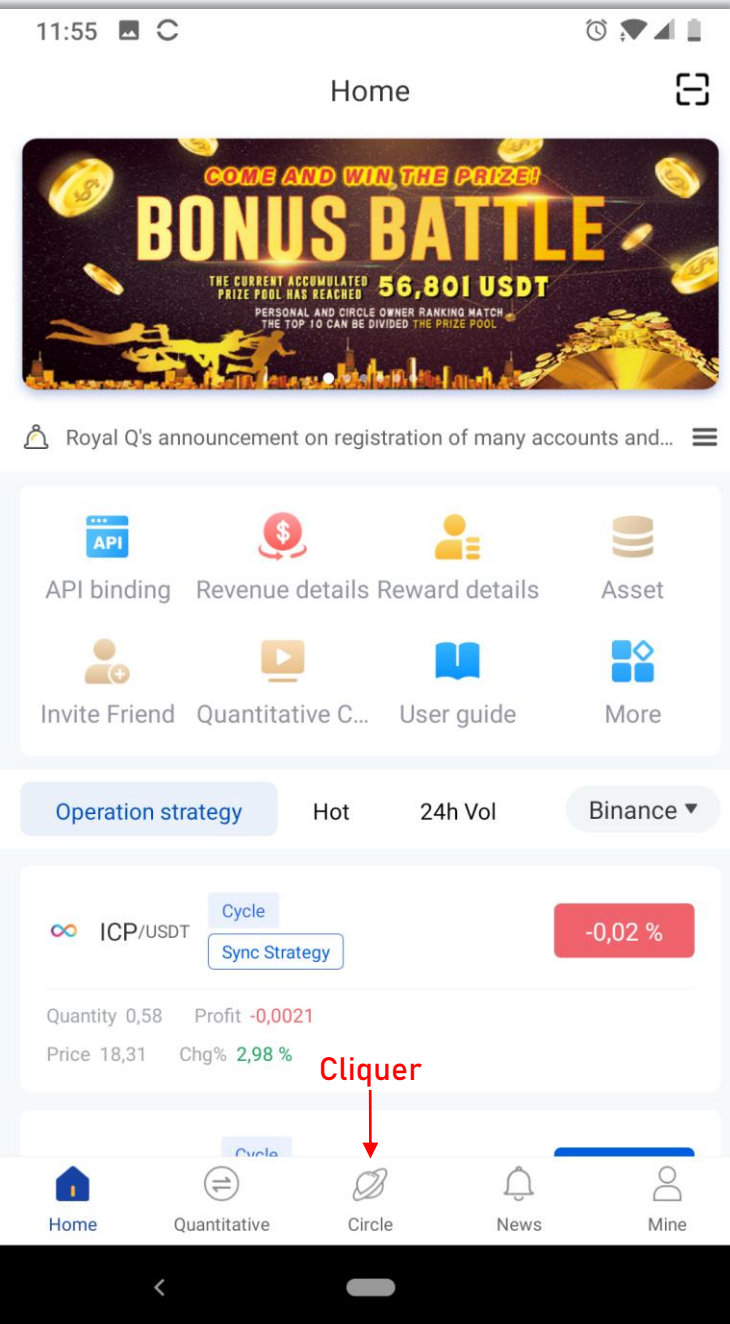 11:55
Home
COME AND WIN THE PRIZE!
BONUS BATTLE
THE CURRENT ACCUMULATED
PRIZE POOL HAS REACHED 56,801 USDT
PERSONAL AND CIRCLE OWNER RANKING MATCH
THE TOP 10 CAN BE DIVIDED THE PRIZE POOL
Royal Q's announcement on registration of many accounts and...
API
API binding Revenue details Reward details Asset
Invite Friend Quantitative C... User guide More
Operation strategy Hot 24h Vol Binance
Cycle
ICP/USDT -0,02 %
Sync Strategy
Quantity 0,58 Profit -0,0021
Price 18,31 Chg% 2,98 %
Cliquer
Cycle
Home Quantitative Circle News Mine